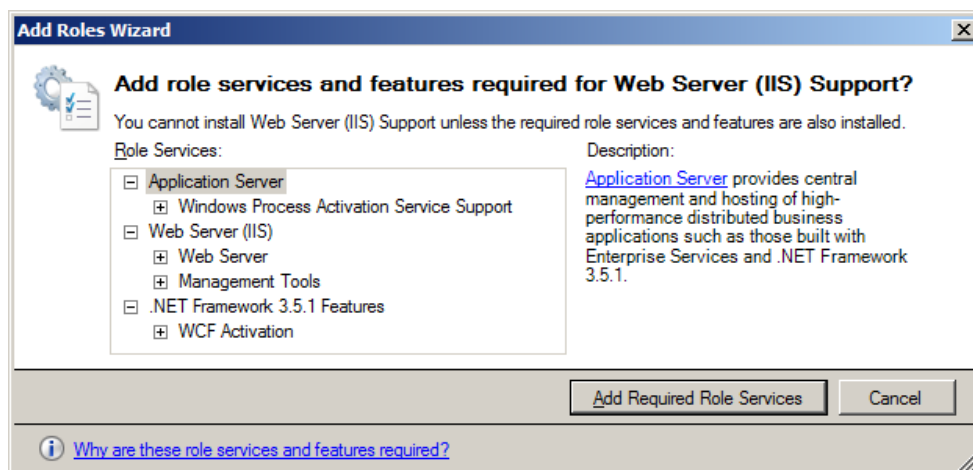 Add Roles Wizard
Add role services and features required for Web Server (IIS) Support?
You cannot install Web Server (IIS) Support unless the required role services and features are also installed.
Role Services:
Application Server
Windows Process Activation Service Support
Web Server (IIS)
Web Server
Management Tools
.NET Framework 3.5.1 Features
WCF Activation
Description:
Application Server provides central
management and hosting of high-
performance distributed business
applications such as those built with
Enterprise Services and .NET Framework
3.5.1.
Add Required Role Services
Cancel
Why are these role services and features required?